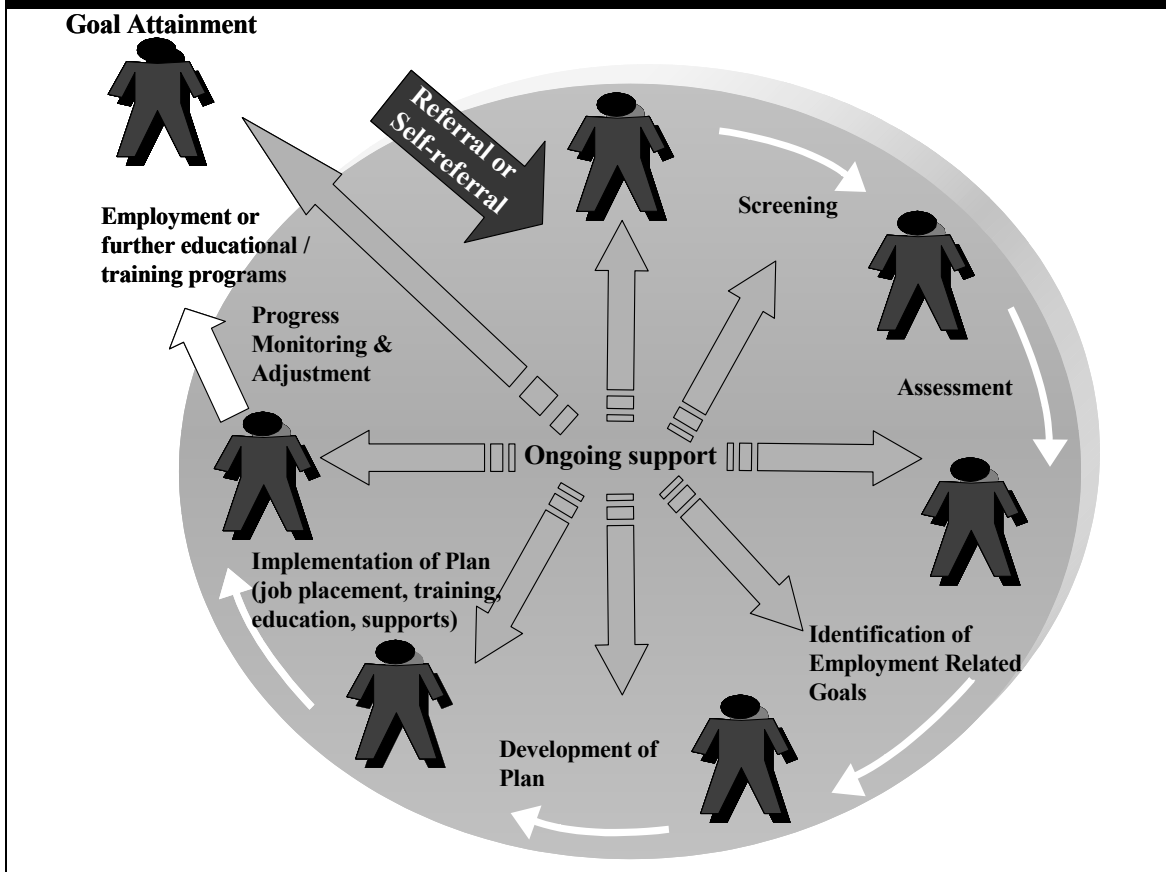 Goal Attainment
Referral or
Self-referral
Screening
Employment or
further educational /
training programs
Progress
Monitoring &
Adjustment
Assessment
Ongoing support
Implementation of Plan
(job placement, training,
education, supports)
Identification of
Employment Related
Goals
Development of
Plan